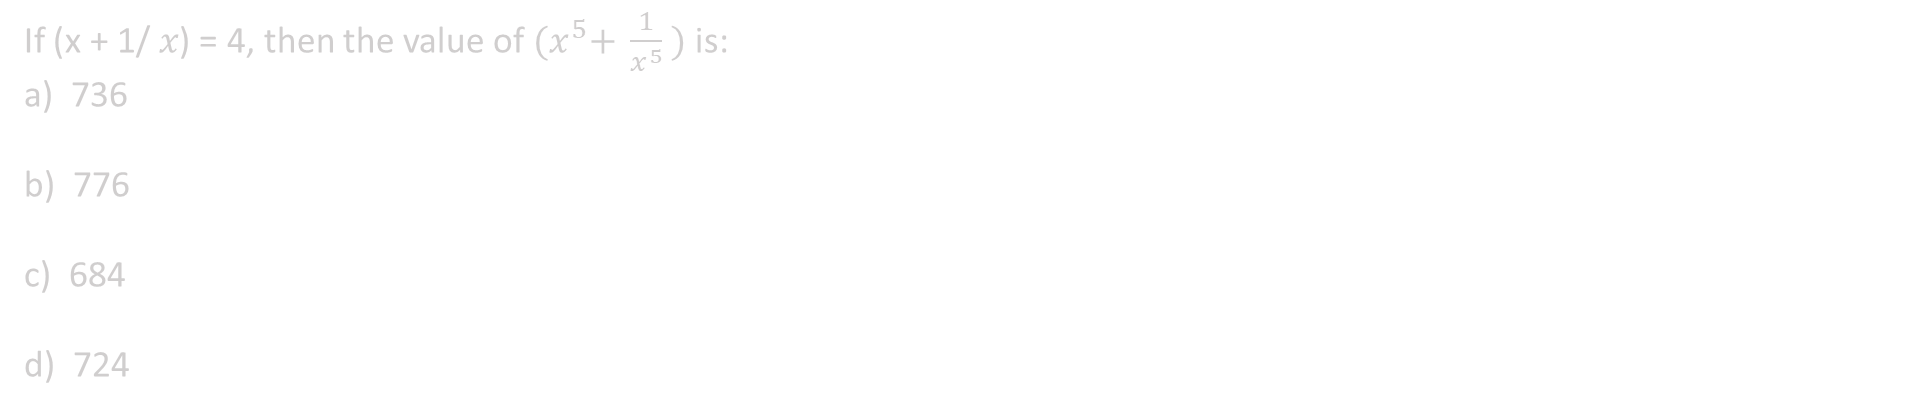 If (x + 1/ x) = 4, then the value of (x⁵+ 1/x⁵) is:
a) 736
b) 776
c) 684
d) 724